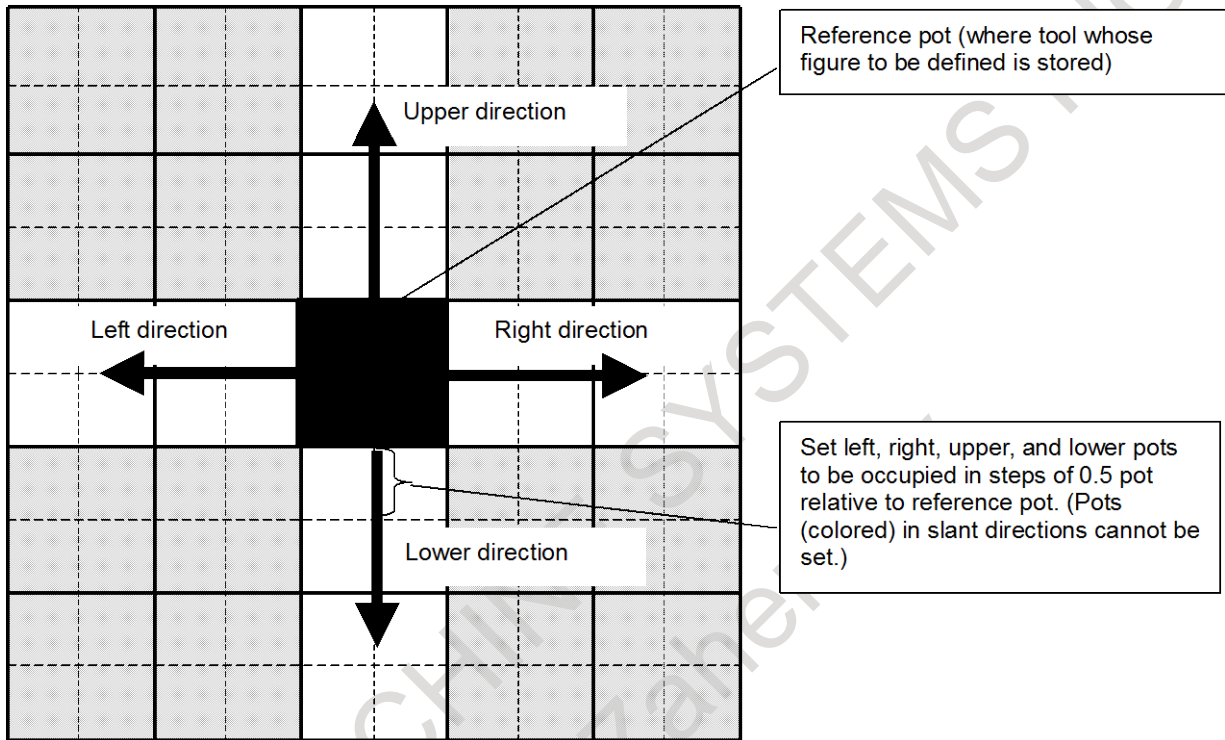 Reference pot (where tool whose
figure to be defined is stored)
Upper direction
Left direction
Right direction
Set left, right, upper, and lower pots
to be occupied in steps of 0.5 pot
relative to reference pot. (Pots
(colored) in slant directions cannot be
set.)
Lower direction
SYSTEMS